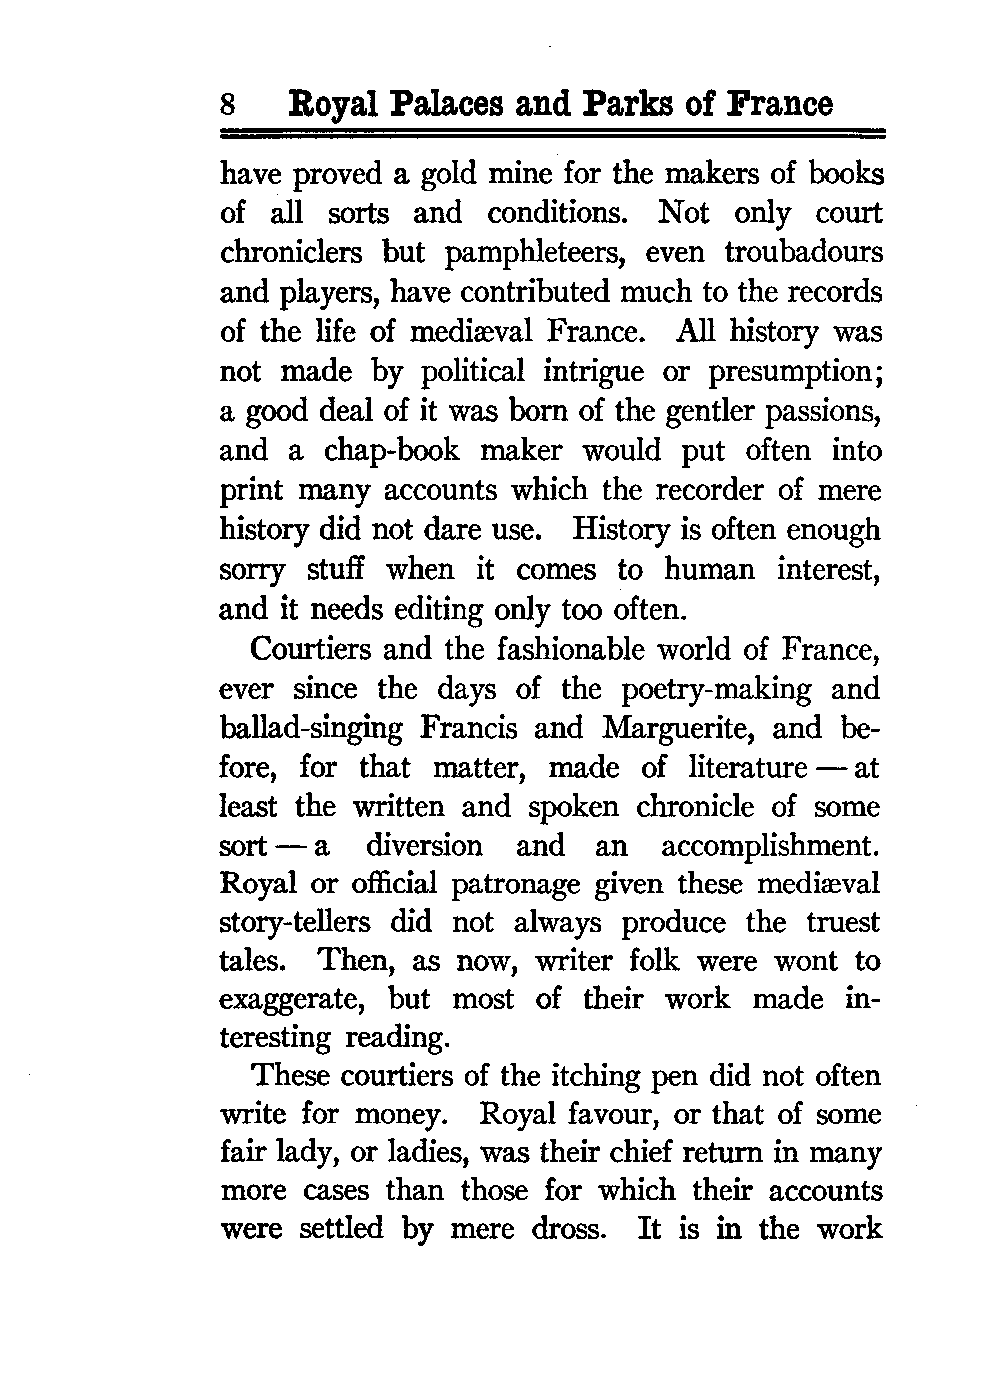 8 Royal Palaces and Parks of France
have proved a gold mine for the makers of books
of all sorts and conditions. Not only court
chroniclers but pamphleteers, even troubadours
and players, have contributed much to the records
of the life of mediæval France. All history was
not made by political intrigue or presumption;
a good deal of it was born of the gentler passions,
and a chap-book maker would put often into
print many accounts which the recorder of mere
history did not dare use. History is often enough
sorry stuff when it comes to human interest,
and it needs editing only too often.
Courtiers and the fashionable world of France,
ever since the days of the poetry-making and
ballad-singing Francis and Marguerite, and be-
fore, for that matter, made of literature — at
least the written and spoken chronicle of some
sort — a diversion and an accomplishment.
Royal or official patronage given these mediæval
story-tellers did not always produce the truest
tales. Then, as now, writer folk were wont to
exaggerate, but most of their work made in-
teresting reading.
These courtiers of the itching pen did not often
write for money. Royal favour, or that of some
fair lady, or ladies, was their chief return in many
more cases than those for which their accounts
were settled by mere dross. It is in the work